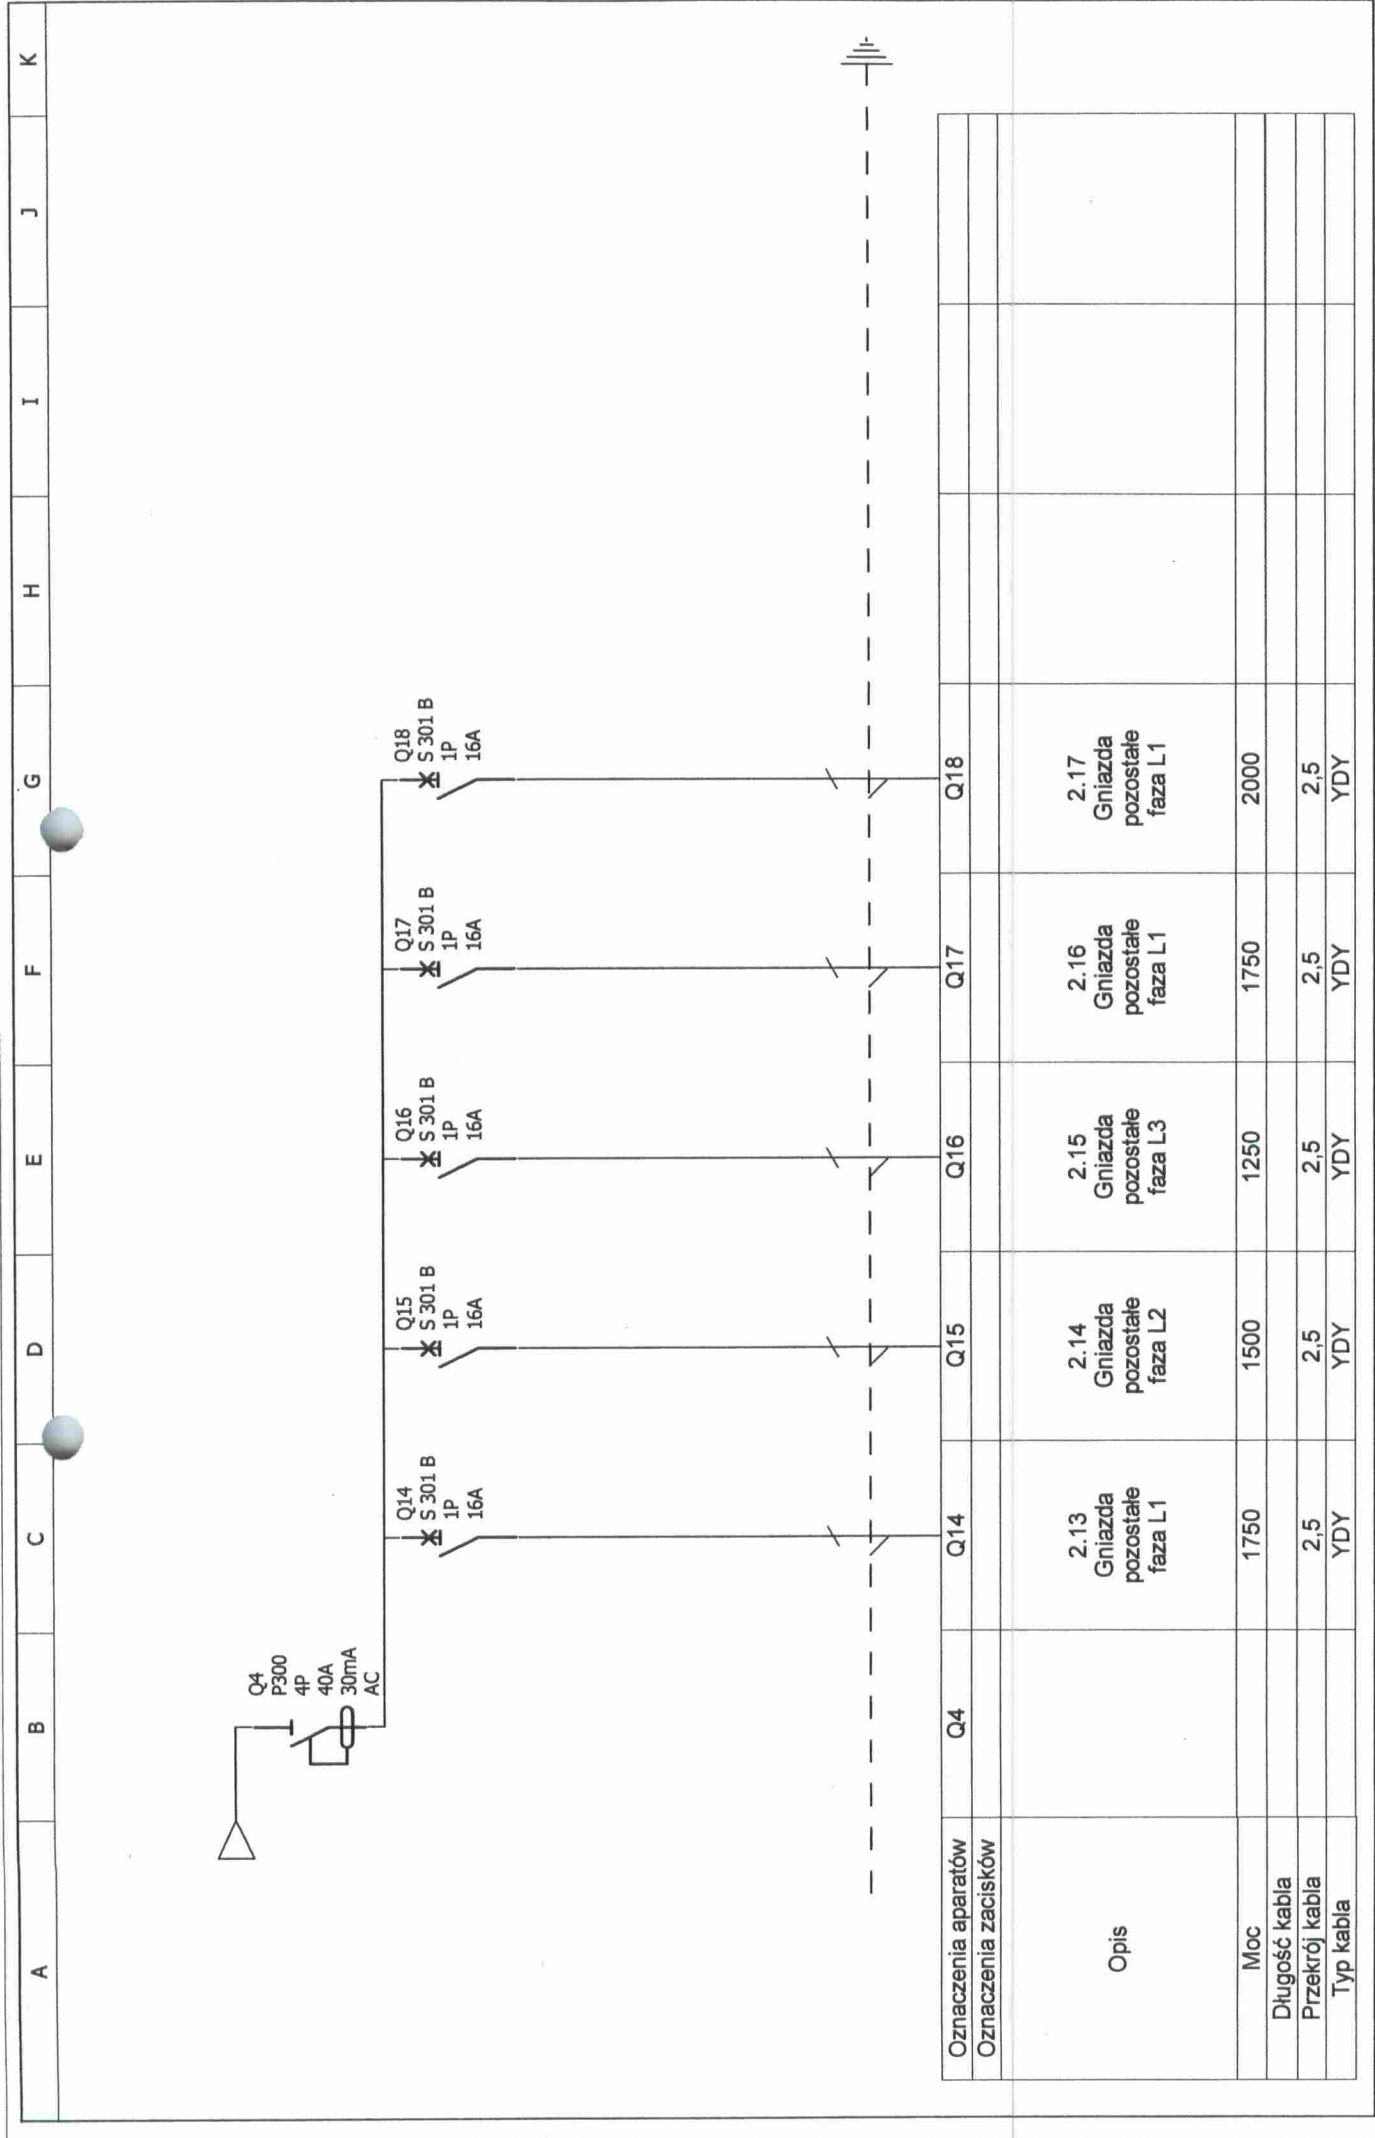 A B C D E F G H I J K
Q4
P300
4P
40A
30mA
AC
Q14
S 301 B
1P
16A
Q15
S 301 B
1P
16A
Q16
S 301 B
1P
16A
Q17
S 301 B
1P
16A
Q18
S 301 B
1P
16A
Oznaczenia aparatów Q4 Q14 Q15 Q16 Q17 Q18
Oznaczenia zacisków
Opis
2.13
Gniazda
pozostałe
faza L1
2.14
Gniazda
pozostałe
faza L2
2.15
Gniazda
pozostałe
faza L3
2.16
Gniazda
pozostałe
faza L1
2.17
Gniazda
pozostałe
faza L1
Moc 1750 1500 1250 1750 2000
Długość kabla
Przekrój kabla 2,5 2,5 2,5 2,5 2,5
Typ kabla YDY YDY YDY YDY YDY